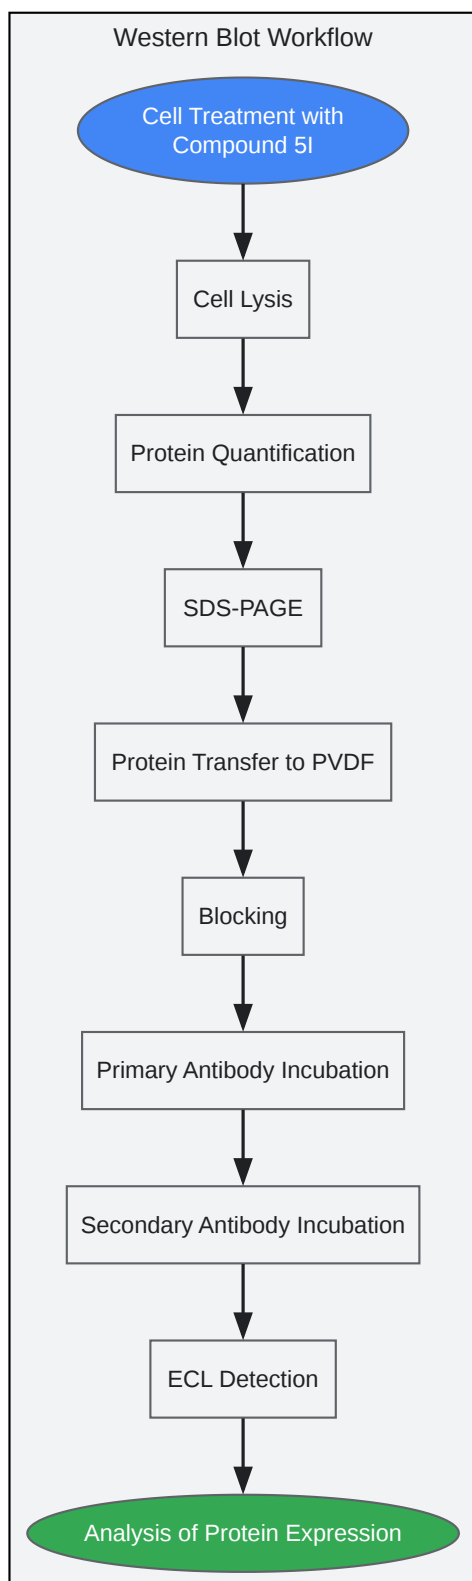 Western Blot Workflow
Cell Treatment with
Compound 5I
Cell Lysis
Protein Quantification
SDS-PAGE
Protein Transfer to PVDF
Blocking
Primary Antibody Incubation
Secondary Antibody Incubation
ECL Detection
Analysis of Protein Expression